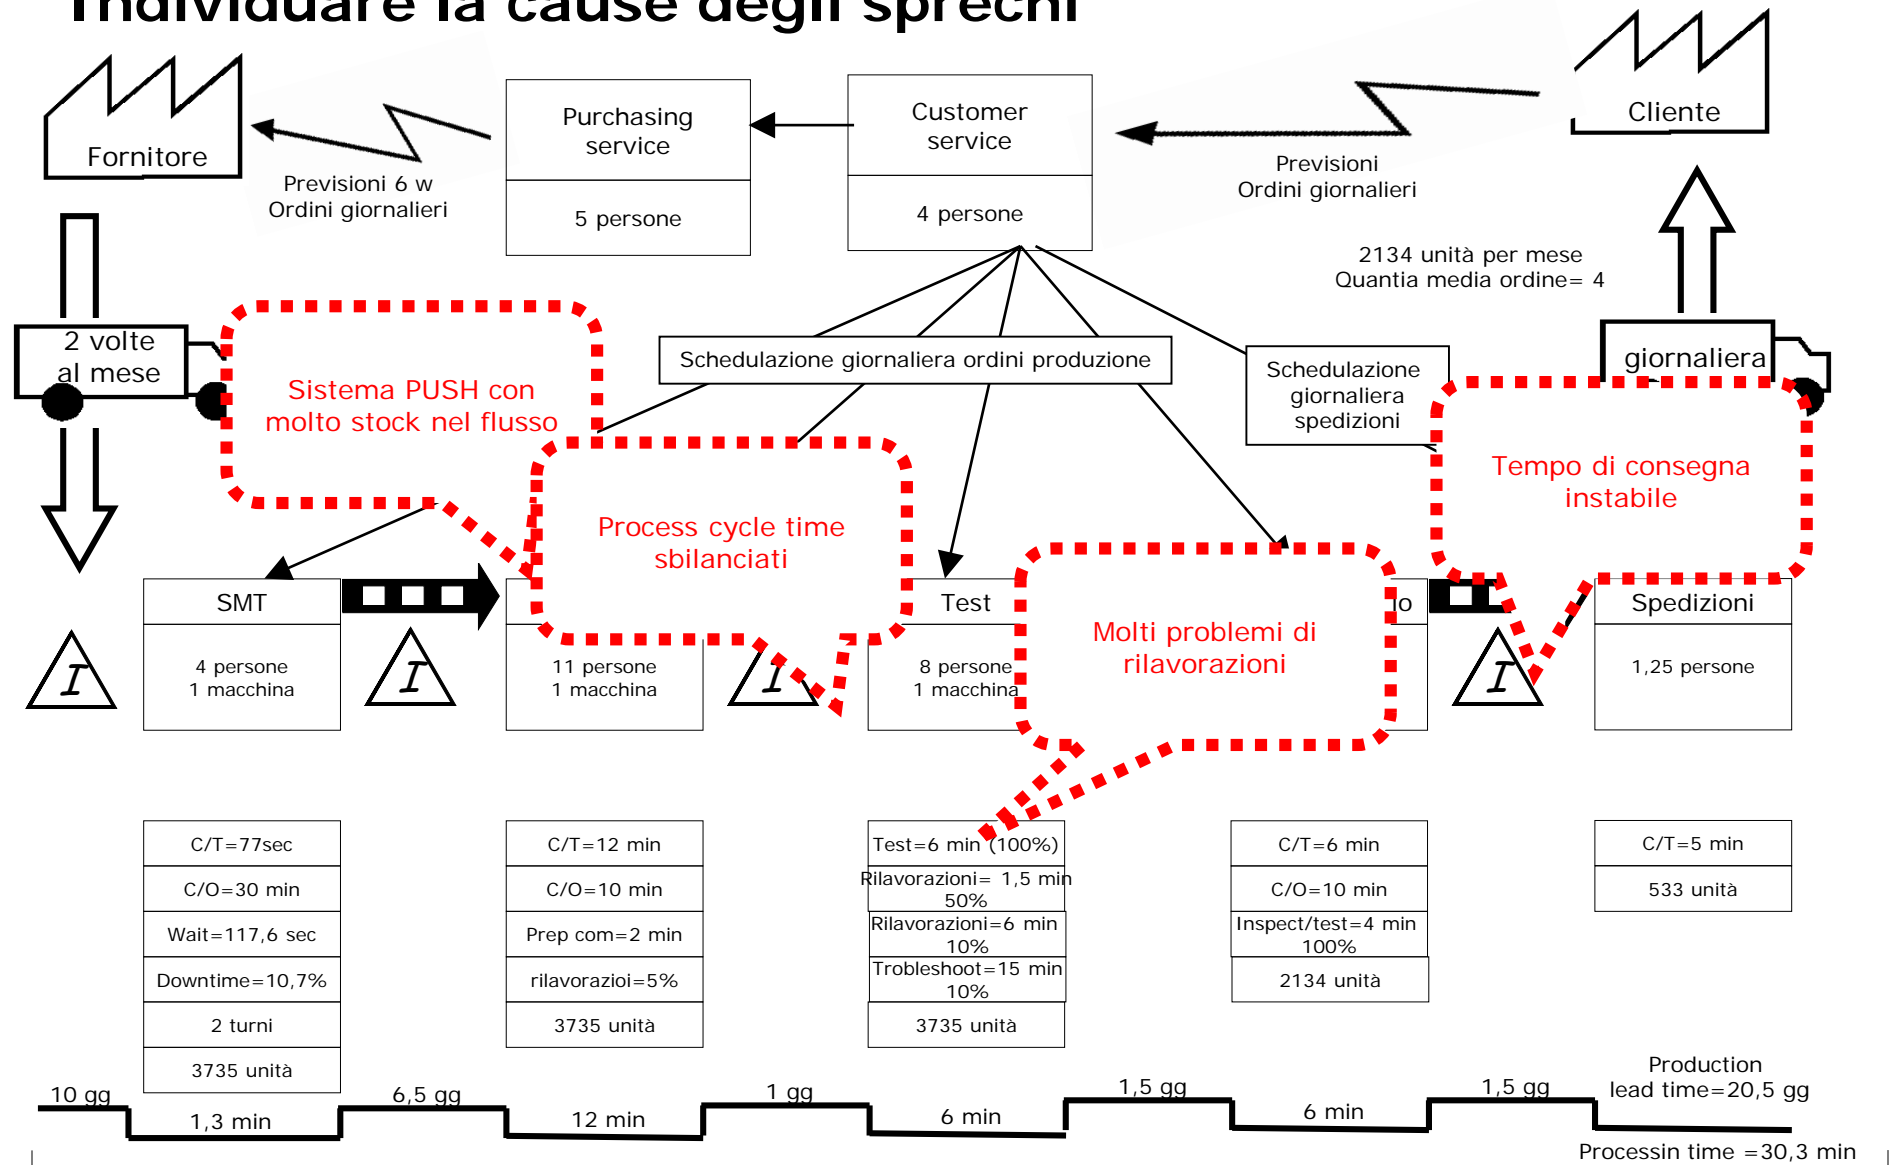 Individuare la cause degli sprechi
Fornitore
Previsioni 6 w
Ordini giornalieri
Purchasing
service
5 persone
Customer
service
4 persone
Previsioni
Ordini giornalieri
Cliente
2134 unità per mese
Quantia media ordine= 4
2 volte
al mese
Sistema PUSH con
molto stock nel flusso
Schedulazione giornaliera ordini produzione
Schedulazione
giornaliera
spedizioni
giornaliera
Tempo di consegna
instabile
Process cycle time
sbilanciati
Molti problemi di
rilavorazioni
I
SMT
4 persone
1 macchina
I
11 persone
1 macchina
I
Test
8 persone
1 macchina
I
Spedizioni
1,25 persone
C/T=77sec
C/O=30 min
Wait=117,6 sec
Downtime=10,7%
2 turni
3735 unità
C/T=12 min
C/O=10 min
Prep com=2 min
rilavorazioi=5%
3735 unità
Test=6 min (100%)
Rilavorazioni= 1,5 min
50%
Rilavorazioni=6 min
10%
Trobleshoot=15 min
10%
3735 unità
C/T=6 min
C/O=10 min
Inspect/test=4 min
100%
2134 unità
C/T=5 min
533 unità
10 gg
1,3 min
6,5 gg
12 min
1 gg
6 min
1,5 gg
6 min
1,5 gg
Production
lead time=20,5 gg
Processin time =30,3 min